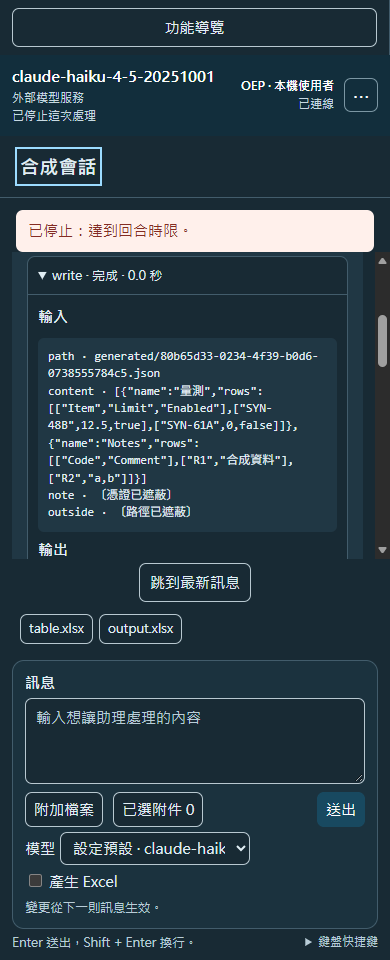 功能導覽
claude-haiku-4-5-20251001
外部模型服務
已停止這次處理
OEP · 本機使用者
已連線
...
合成會話
已停止：達到回合時限。
▼ write · 完成 · 0.0 秒
輸入
path · generated/80b65d33-0234-4f39-b0d6-
0738555784c5.json
content · [{"name":"量測","rows":
[["Item","Limit","Enabled"],["SYN-
48B",12.5,true],["SYN-61A",0,false]]},
{"name":"Notes","rows":
[["Code","Comment"],["R1","合成資料"],
["R2","a,b"]]}]
note · 〔憑證已遮蔽〕
outside · 〔路徑已遮蔽〕
輸出
跳到最新訊息
table.xlsx
output.xlsx
訊息
輸入想讓助理處理的內容
附加檔案
已選附件 0
送出
模型
設定預設 · claude-haik
產生 Excel
變更從下一則訊息生效。
Enter 送出，Shift + Enter 換行。
▶ 鍵盤快捷鍵